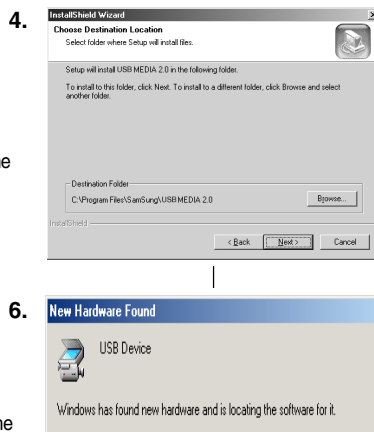 4.
InstallShield Wizard
Choose Destination Location
Select folder where Setup will install files.
Setup will install USB MEDIA 2.0 in the following folder.
To install to this folder, click Next. To install to a different folder, click Browse and select
another folder.
Destination Folder
C:\Program Files\SamSung\USB MEDIA 2.0
Browse...
InstallShield
< Back
Next >
Cancel
6.
New Hardware Found
USB Device
Windows has found new hardware and is locating the software for it.